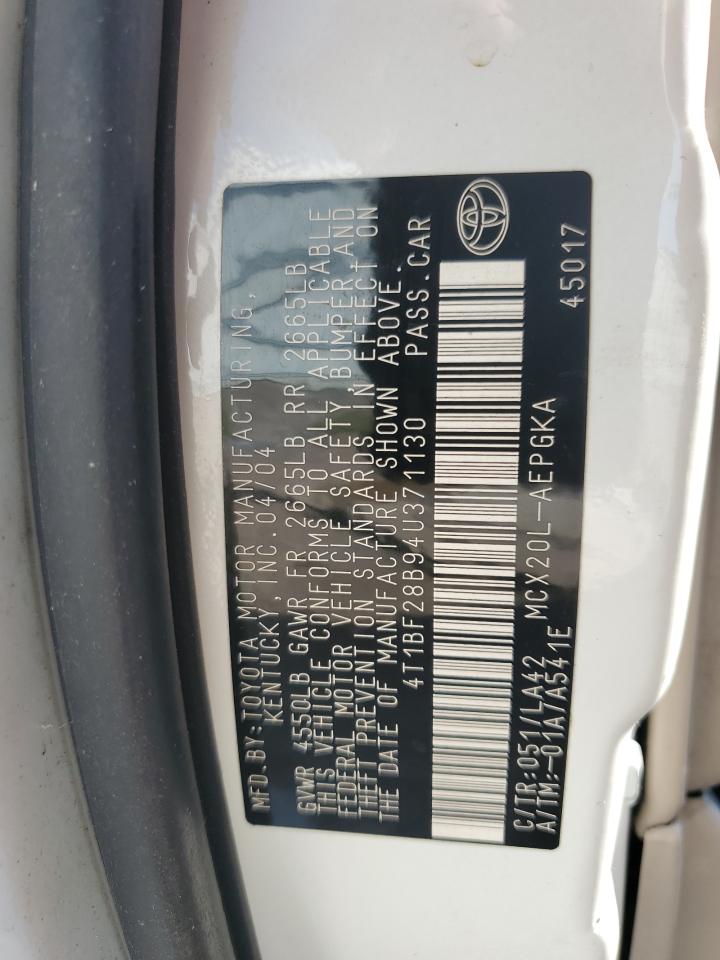 MFD. BY: TOYOTA MOTOR MANUFACTURING,
KENTUCKY, INC. 04/04
GVWR 4550LB GAWR FR 2665LB RR 2665LB
THIS VEHICLE CONFORMS TO ALL APPLICABLE
FEDERAL MOTOR VEHICLE SAFETY, BUMPER, AND
THEFT PREVENTION STANDARDS IN EFFECT ON
THE DATE OF MANUFACTURE SHOWN ABOVE.
4T1BF28B94U371130 PASS. CAR
C/TR:051/LA42 MCX20L-AEPGKA
A/TM:-01A/A541E 45017